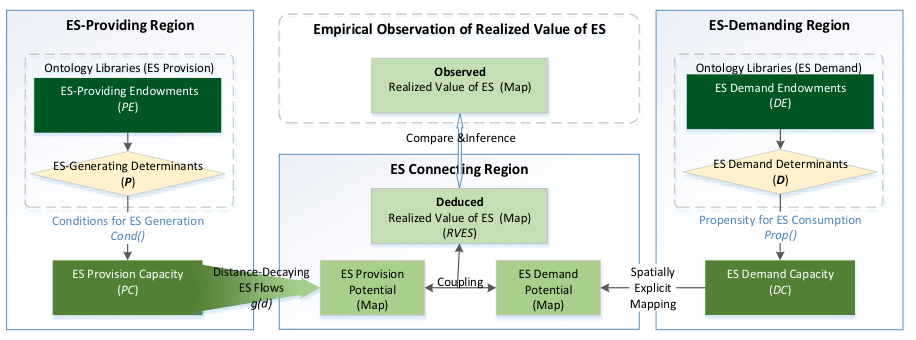 ES-Providing Region
Ontology Libraries (ES Provision)
ES-Providing Endowments
(PE)
ES-Generating Determinants
(P)
Conditions for ES Generation
Cond()
ES Provision Capacity
(PC)
Distance-Decaying
ES Flows
g(d)
Empirical Observation of Realized Value of ES
Observed
Realized Value of ES (Map)
Compare &Inference
ES Connecting Region
Deduced
Realized Value of ES (Map)
(RVES)
ES Provision
Potential
(Map)
Coupling
ES Demand
Potential
(Map)
Spatially
Explicit
Mapping
ES-Demanding Region
Ontology Libraries (ES Demand)
ES Demand Endowments
(DE)
ES Demand Determinants
(D)
Propensity for ES Consumption
Prop()
ES Demand Capacity
(DC)